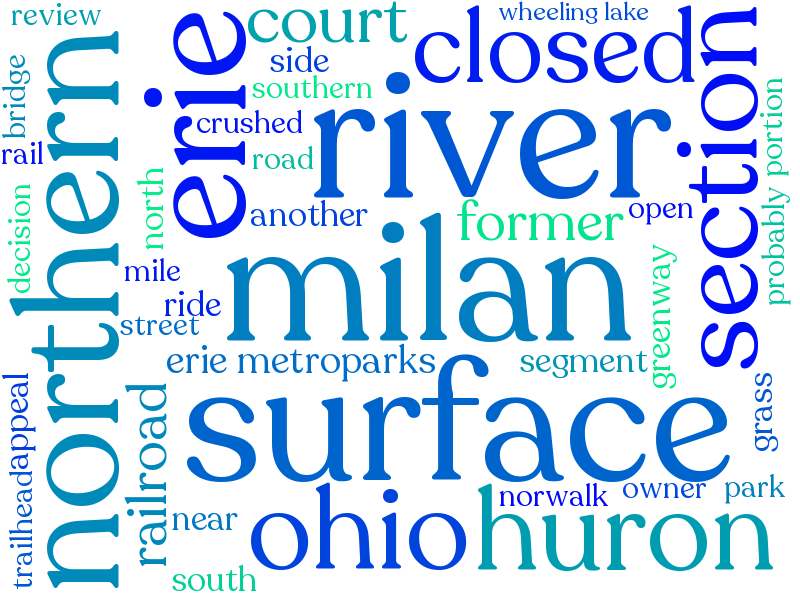 review
court
wheeling lake
closed
side
bridge
erie
southern
river
section
crushed
rail
road
northern
north
another
former
open
probably portion
decision
milan
mile
ride
street
greenway
erie metroparks
segment
surface
appeal
railroad
grass
trailhead
near
ohio
huron
norwalk
owner
park
south